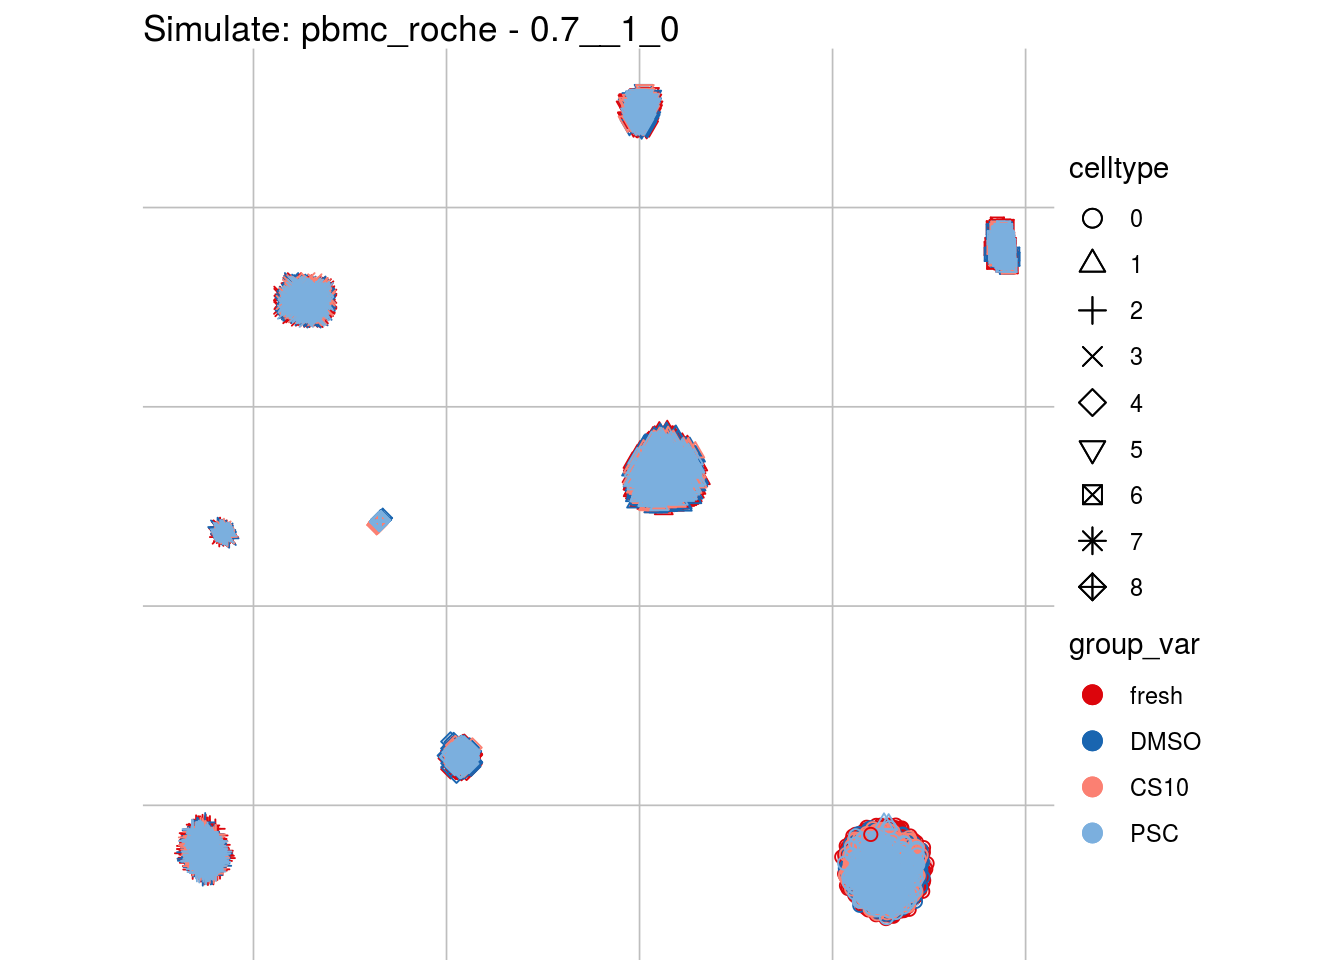 Simulate: pbmc_roche - 0.7__1_0
celltype
0
1
2
3
4
5
6
7
8
group_var
fresh
DMSO
CS10
PSC